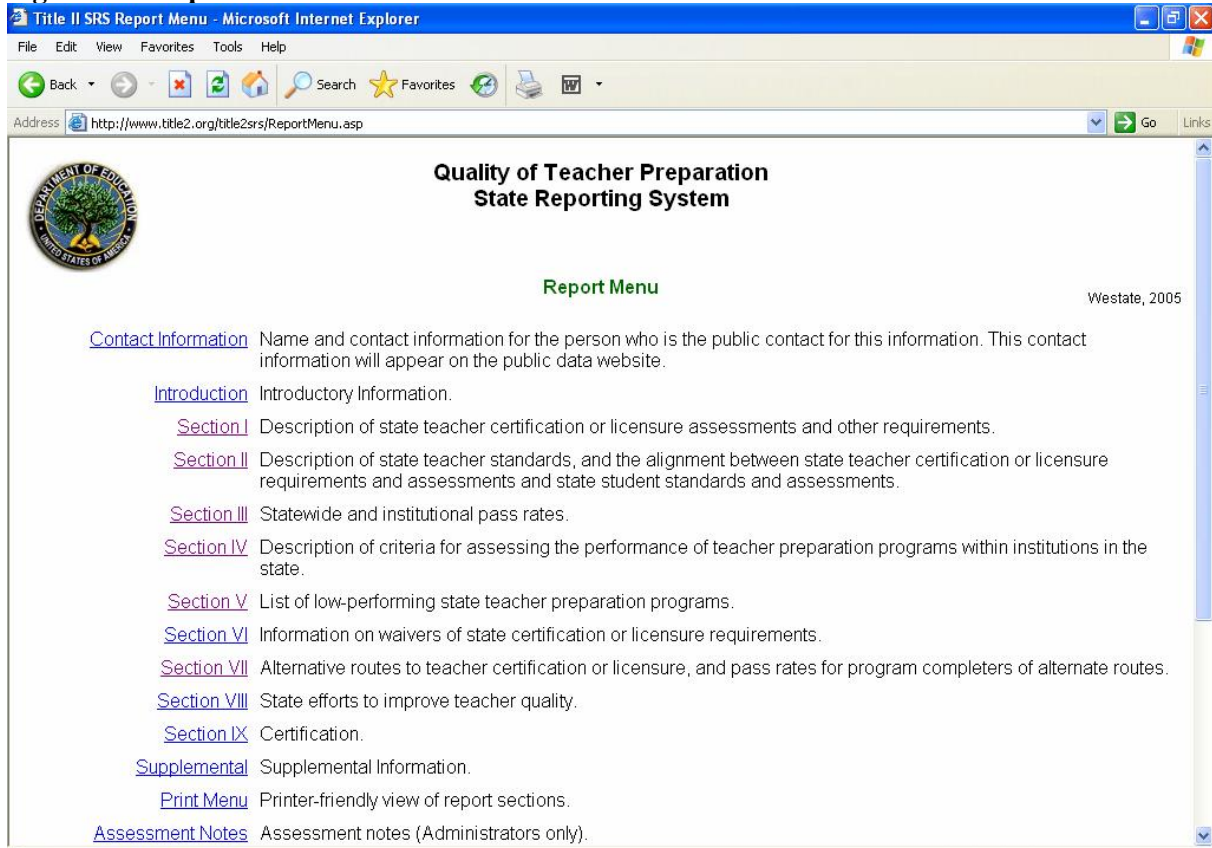 Title II SRS Report Menu - Microsoft Internet Explorer
File Edit View Favorites Tools Help
Back Search Favorites
Address http://www.title2.org/title2srs/ReportMenu.asp Go Links
DEPARTMENT OF EDUCATION
UNITED STATES OF AMERICA
Quality of Teacher Preparation
State Reporting System
Report Menu
Westate, 2005
Contact Information Name and contact information for the person who is the public contact for this information. This contact
information will appear on the public data website.
Introduction Introductory Information.
Section I Description of state teacher certification or licensure assessments and other requirements.
Section II Description of state teacher standards, and the alignment between state teacher certification or licensure
requirements and assessments and state student standards and assessments.
Section III Statewide and institutional pass rates.
Section IV Description of criteria for assessing the performance of teacher preparation programs within institutions in the
state.
Section V List of low-performing state teacher preparation programs.
Section VI Information on waivers of state certification or licensure requirements.
Section VII Alternative routes to teacher certification or licensure, and pass rates for program completers of alternate routes.
Section VIII State efforts to improve teacher quality.
Section IX Certification.
Supplemental Supplemental Information.
Print Menu Printer-friendly view of report sections.
Assessment Notes Assessment notes (Administrators only).